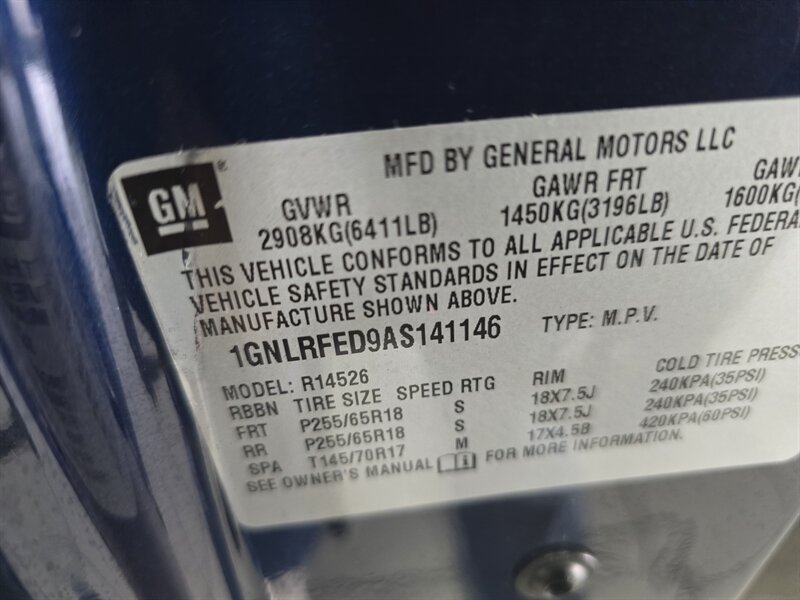 MFD BY GENERAL MOTORS LLC
GM®
GVWR GAWR FRT
2908KG(6411LB) 1450KG(3196LB) 1600KG(
THIS VEHICLE CONFORMS TO ALL APPLICABLE U.S. FEDERA
VEHICLE SAFETY STANDARDS IN EFFECT ON THE DATE OF
MANUFACTURE SHOWN ABOVE.
1GNLRFED9AS141146 TYPE: M.P.V.
MODEL: R14526
RBBN TIRE SIZE SPEED RTG RIM COLD TIRE PRESS
FRT P255/65R18 S 18X7.5J 240KPA(35PSI)
RR P255/65R18 S 18X7.5J 240KPA(35PSI)
SPA T145/70R17 M 17X4.5B 420KPA(60PSI)
SEE OWNER'S MANUAL FOR MORE INFORMATION.